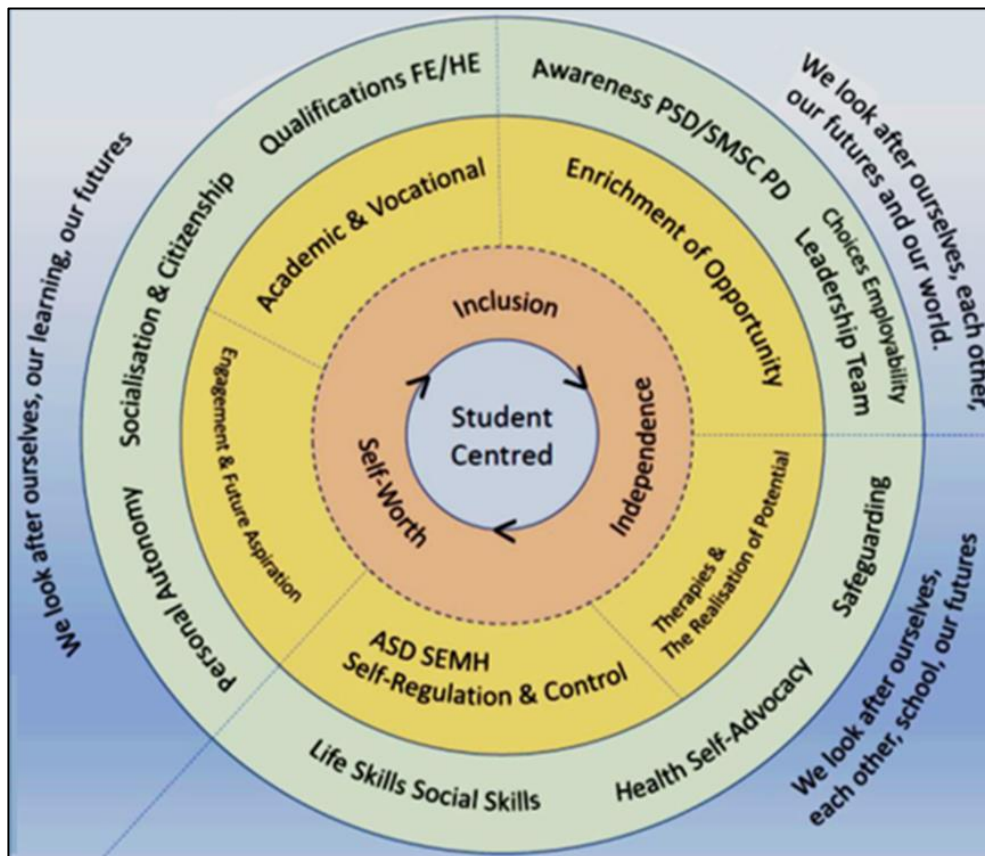 Student
Centred
Inclusion
Independence
Self-Worth
Academic & Vocational
Enrichment of Opportunity
Therapies &
The Realisation of Potential
ASD SEMH
Self-Regulation & Control
Engagement & Future Aspiration
Qualifications FE/HE
Awareness PSD/SMSC PD
Choices Employability
Leadership Team
Safeguarding
Health Self-Advocacy
Life Skills Social Skills
Personal Autonomy
Socialisation & Citizenship
We look after ourselves, each other,
our futures and our world.
We look after ourselves,
each other, school, our futures
We look after ourselves, our learning, our futures